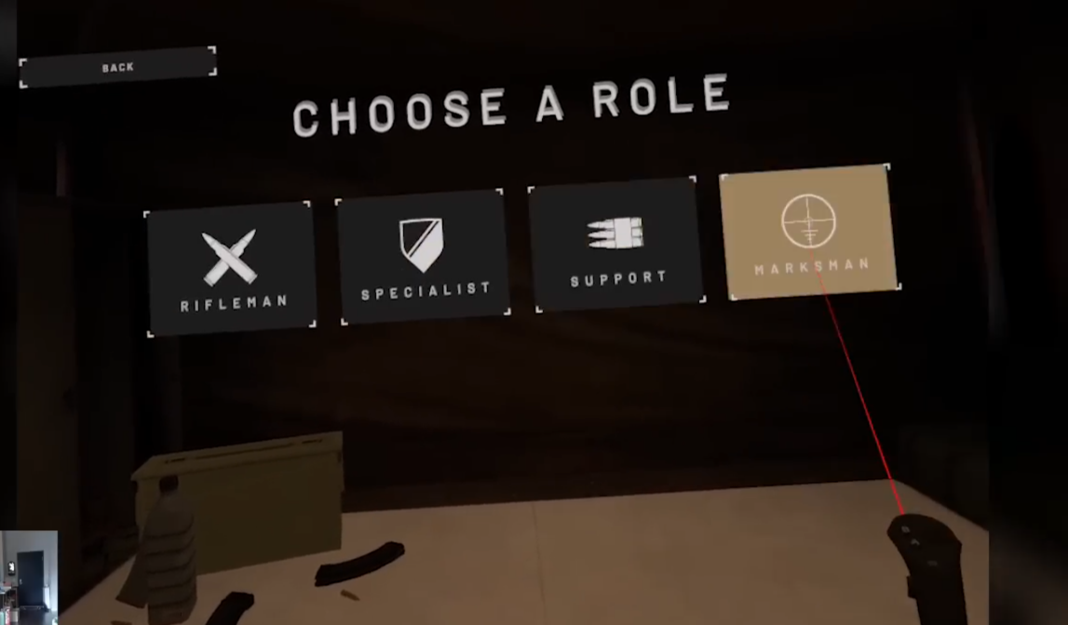 BACK
CHOOSE A ROLE
RIFLEMAN
SPECIALIST
SUPPORT
MARKSMAN
B
A